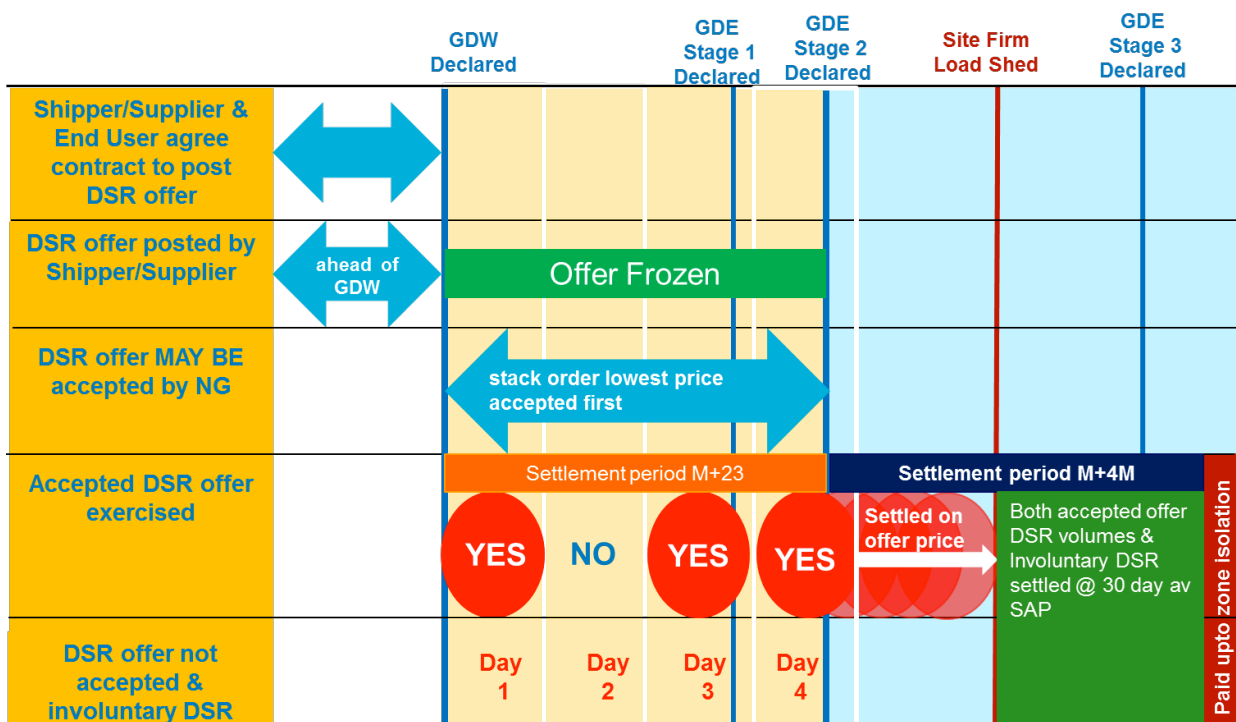 GDW
Declared
GDE
Stage 1
Declared
GDE
Stage 2
Declared
Site Firm
Load Shed
GDE
Stage 3
Declared
Shipper/Supplier &
End User agree
contract to post
DSR offer
DSR offer posted by
Shipper/Supplier
ahead of
GDW
Offer Frozen
DSR offer MAY BE
accepted by NG
stack order lowest price
accepted first
Accepted DSR offer
exercised
Settlement period M+23
Settlement period M+4M
YES
NO
YES
YES
Settled on
offer price
Both accepted offer
DSR volumes &
Involuntary DSR
settled @ 30 day av
SAP
Paid upto zone isolation
DSR offer not
accepted &
involuntary DSR
Day
1
Day
2
Day
3
Day
4